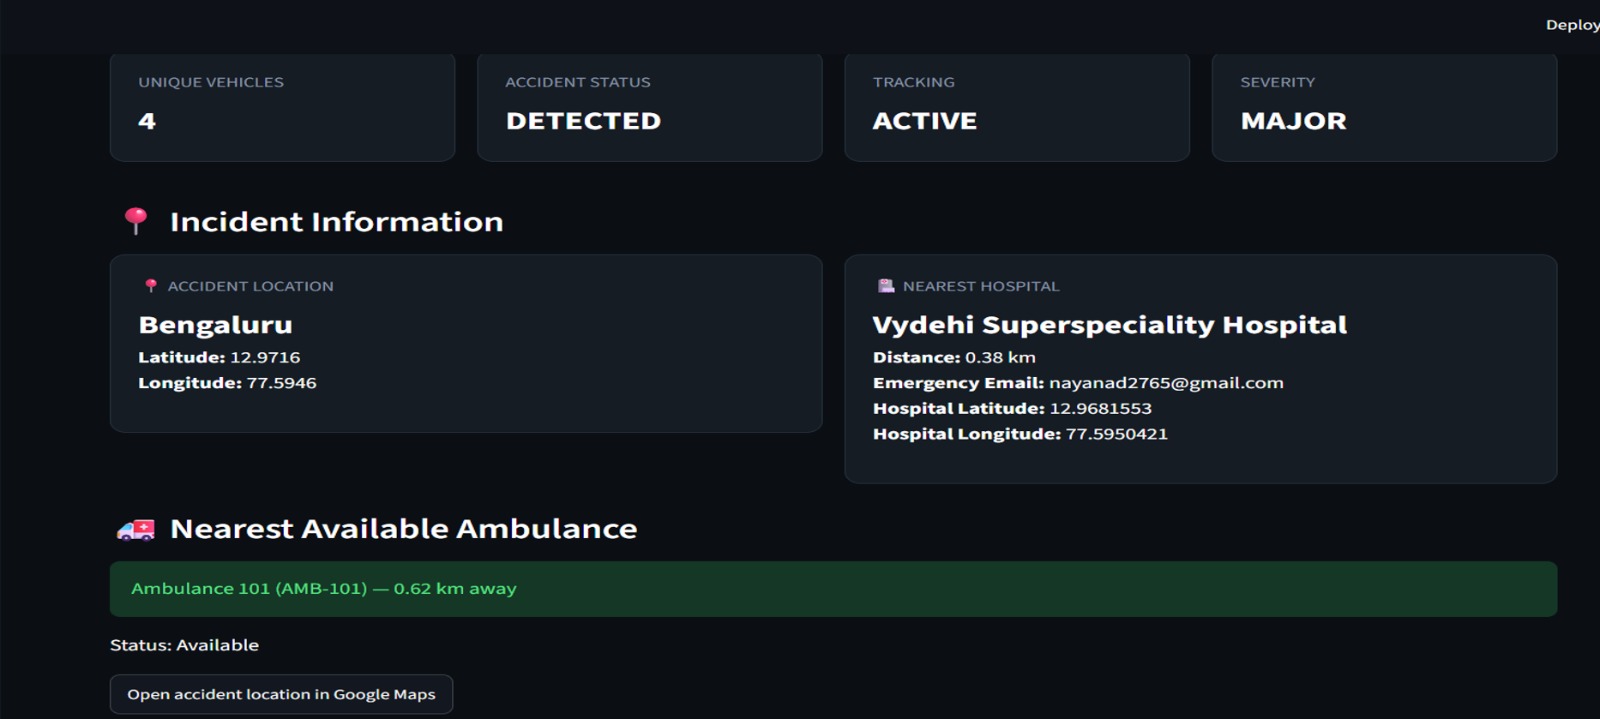 Deploy
UNIQUE VEHICLES
4
ACCIDENT STATUS
DETECTED
TRACKING
ACTIVE
SEVERITY
MAJOR
Incident Information
ACCIDENT LOCATION
Bengaluru
Latitude: 12.9716
Longitude: 77.5946
NEAREST HOSPITAL
Vydehi Superspeciality Hospital
Distance: 0.38 km
Emergency Email: nayanad2765@gmail.com
Hospital Latitude: 12.9681553
Hospital Longitude: 77.5950421
Nearest Available Ambulance
Ambulance 101 (AMB-101) — 0.62 km away
Status: Available
Open accident location in Google Maps